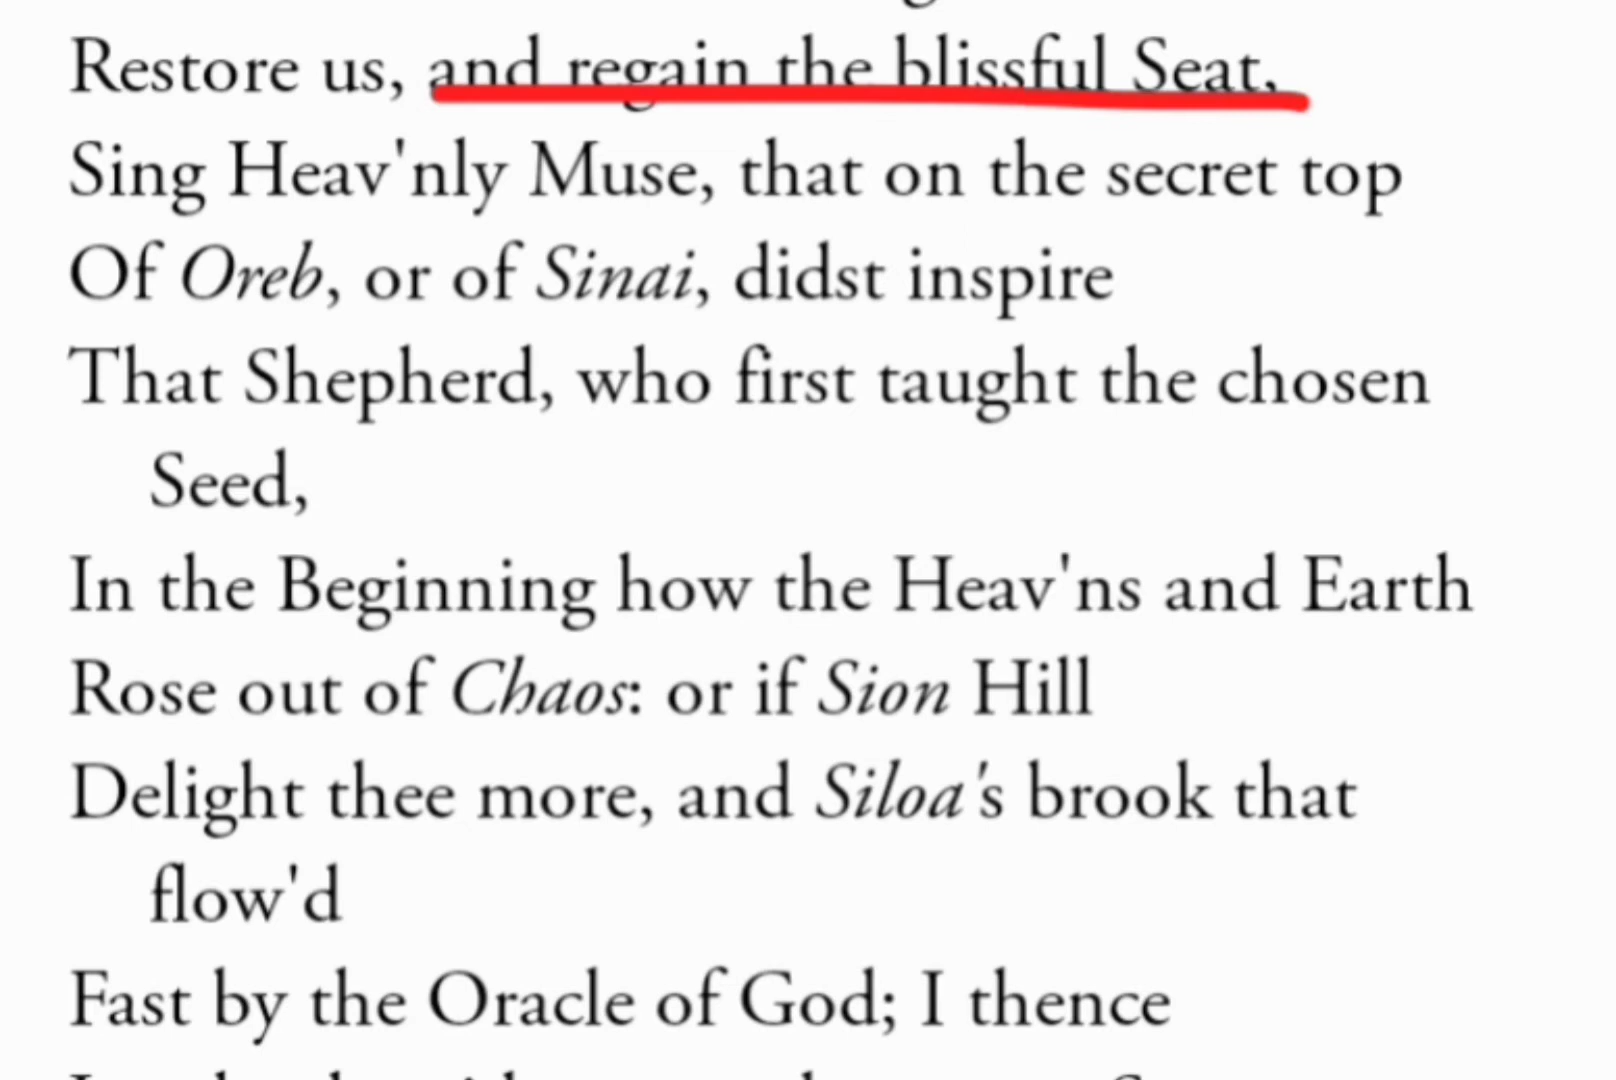 Restore us, and regain the blissful Seat,
Sing Heav'nly Muse, that on the secret top
Of Oreb, or of Sinai, didst inspire
That Shepherd, who first taught the chosen
Seed,
In the Beginning how the Heav'ns and Earth
Rose out of Chaos: or if Sion Hill
Delight thee more, and Siloa's brook that
flow'd
Fast by the Oracle of God; I thence